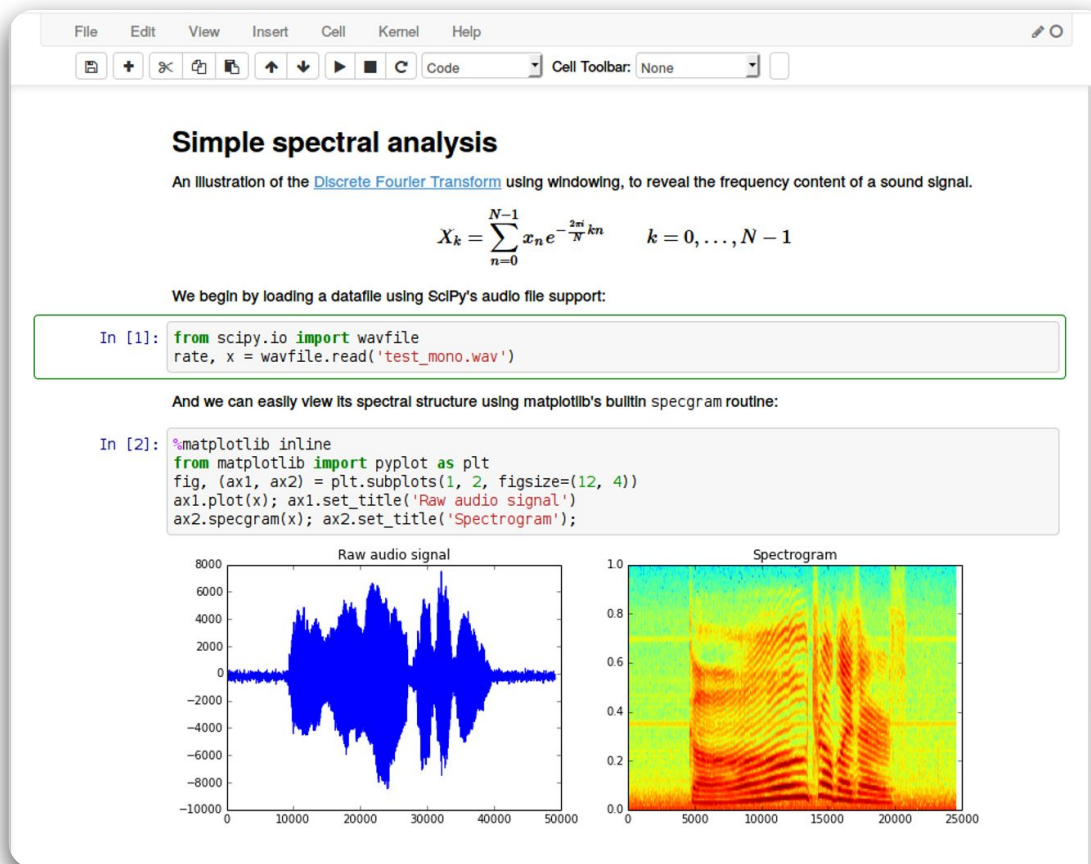 File Edit View Insert Cell Kernel Help
Code Cell Toolbar: None
Simple spectral analysis
An illustration of the Discrete Fourier Transform using windowing, to reveal the frequency content of a sound signal.
X_k = \sum_{n=0}^{N-1} x_n e^{-\frac{2\pi i}{N} kn} k = 0, \ldots, N - 1
We begin by loading a datafile using SciPy's audio file support:
In [1]: from scipy.io import wavfile
rate, x = wavfile.read('test_mono.wav')
And we can easily view its spectral structure using matplotlib's builtin specgram routine:
In [2]: %matplotlib inline
from matplotlib import pyplot as plt
fig, (ax1, ax2) = plt.subplots(1, 2, figsize=(12, 4))
ax1.plot(x); ax1.set_title('Raw audio signal')
ax2.specgram(x); ax2.set_title('Spectrogram');
Raw audio signal
8000
6000
4000
2000
0
−2000
−4000
−6000
−8000
−10000
0 10000 20000 30000 40000 50000
Spectrogram
1.0
0.8
0.6
0.4
0.2
0.0
0 5000 10000 15000 20000 25000